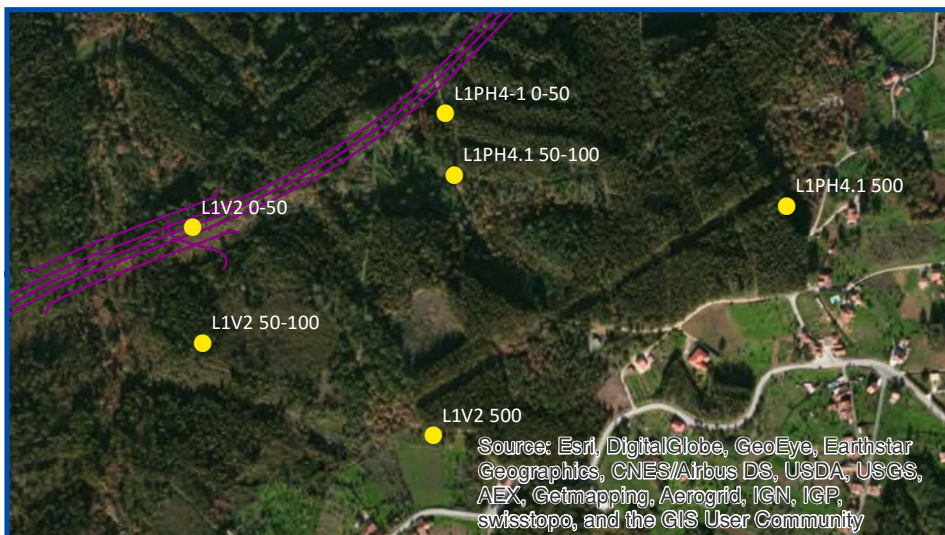 L1PH4-1 0-50
L1PH4.1 50-100
L1PH4.1 500
L1V2 0-50
L1V2 50-100
L1V2 500
Source: Esri, DigitalGlobe, GeoEye, Earthstar
Geographics, CNES/Airbus DS, USDA, USGS,
AEX, Getmapping, Aerogrid, IGN, IGP,
swisstopo, and the GIS User Community